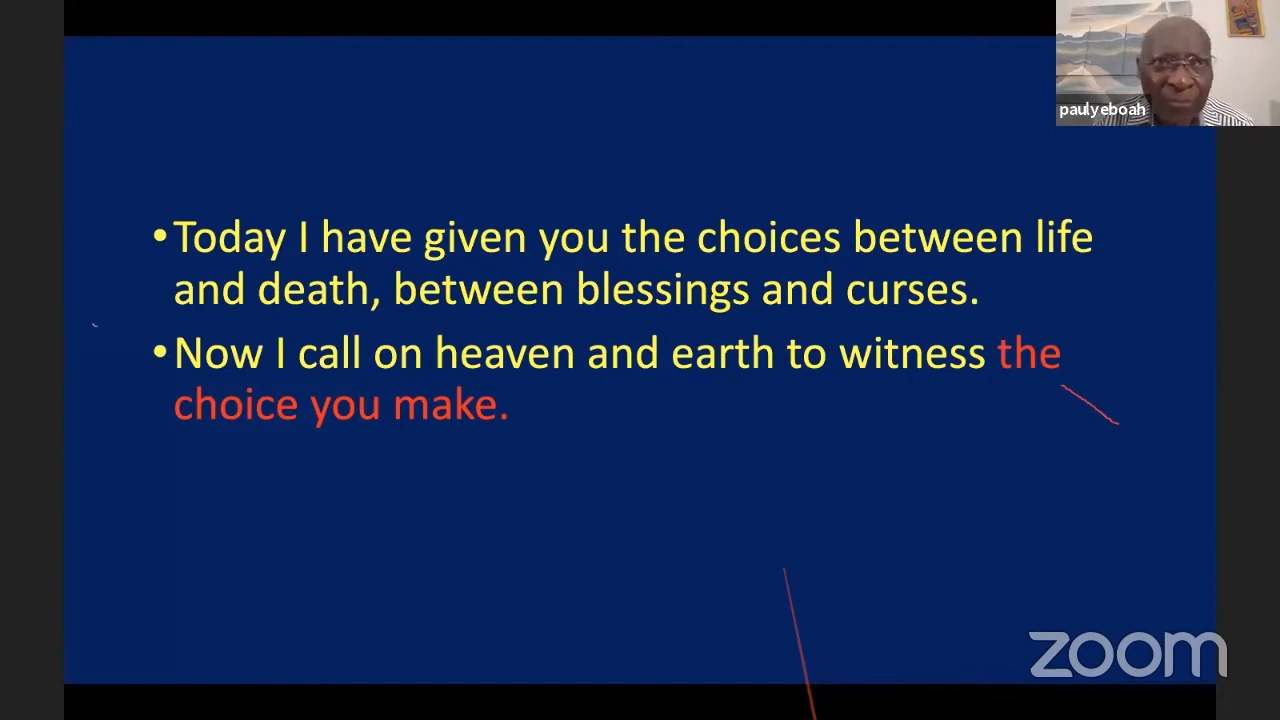 paulyeboah
•Today I have given you the choices between life
and death, between blessings and curses.
•Now I call on heaven and earth to witness the
choice you make.
zoom